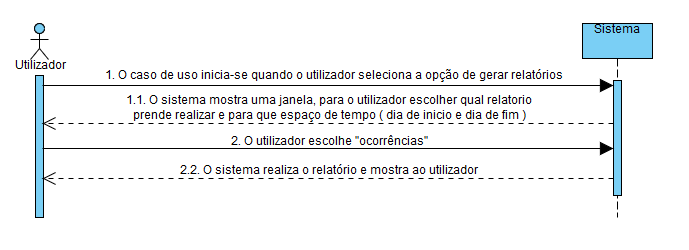 Sistema
Utilizador
1. O caso de uso inicia-se quando o utilizador seleciona a opção de gerar relatórios
1.1. O sistema mostra uma janela, para o utilizador escolher qual relatorio
prende realizar e para que espaço de tempo ( dia de inicio e dia de fim )
2. O utilizador escolhe "ocorrências"
2.2. O sistema realiza o relatório e mostra ao utilizador